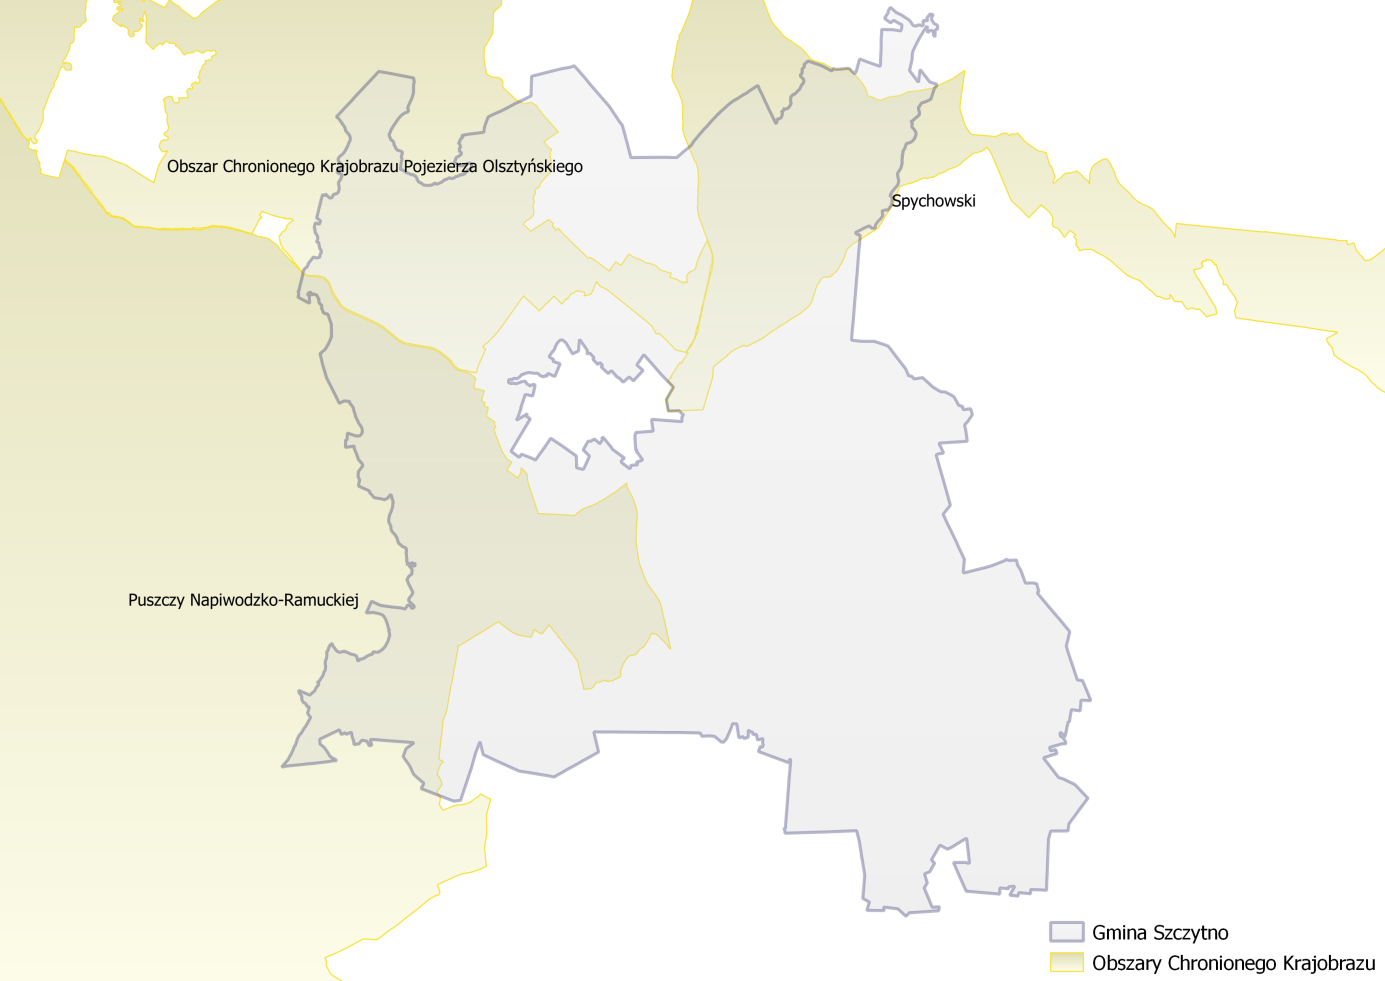 Obszar Chronionego Krajobrazu Pojezierza Olsztyńskiego
Spychowski
Puszczy Napiwodzko-Ramuckiej
Gmina Szczytno
Obszary Chronionego Krajobrazu